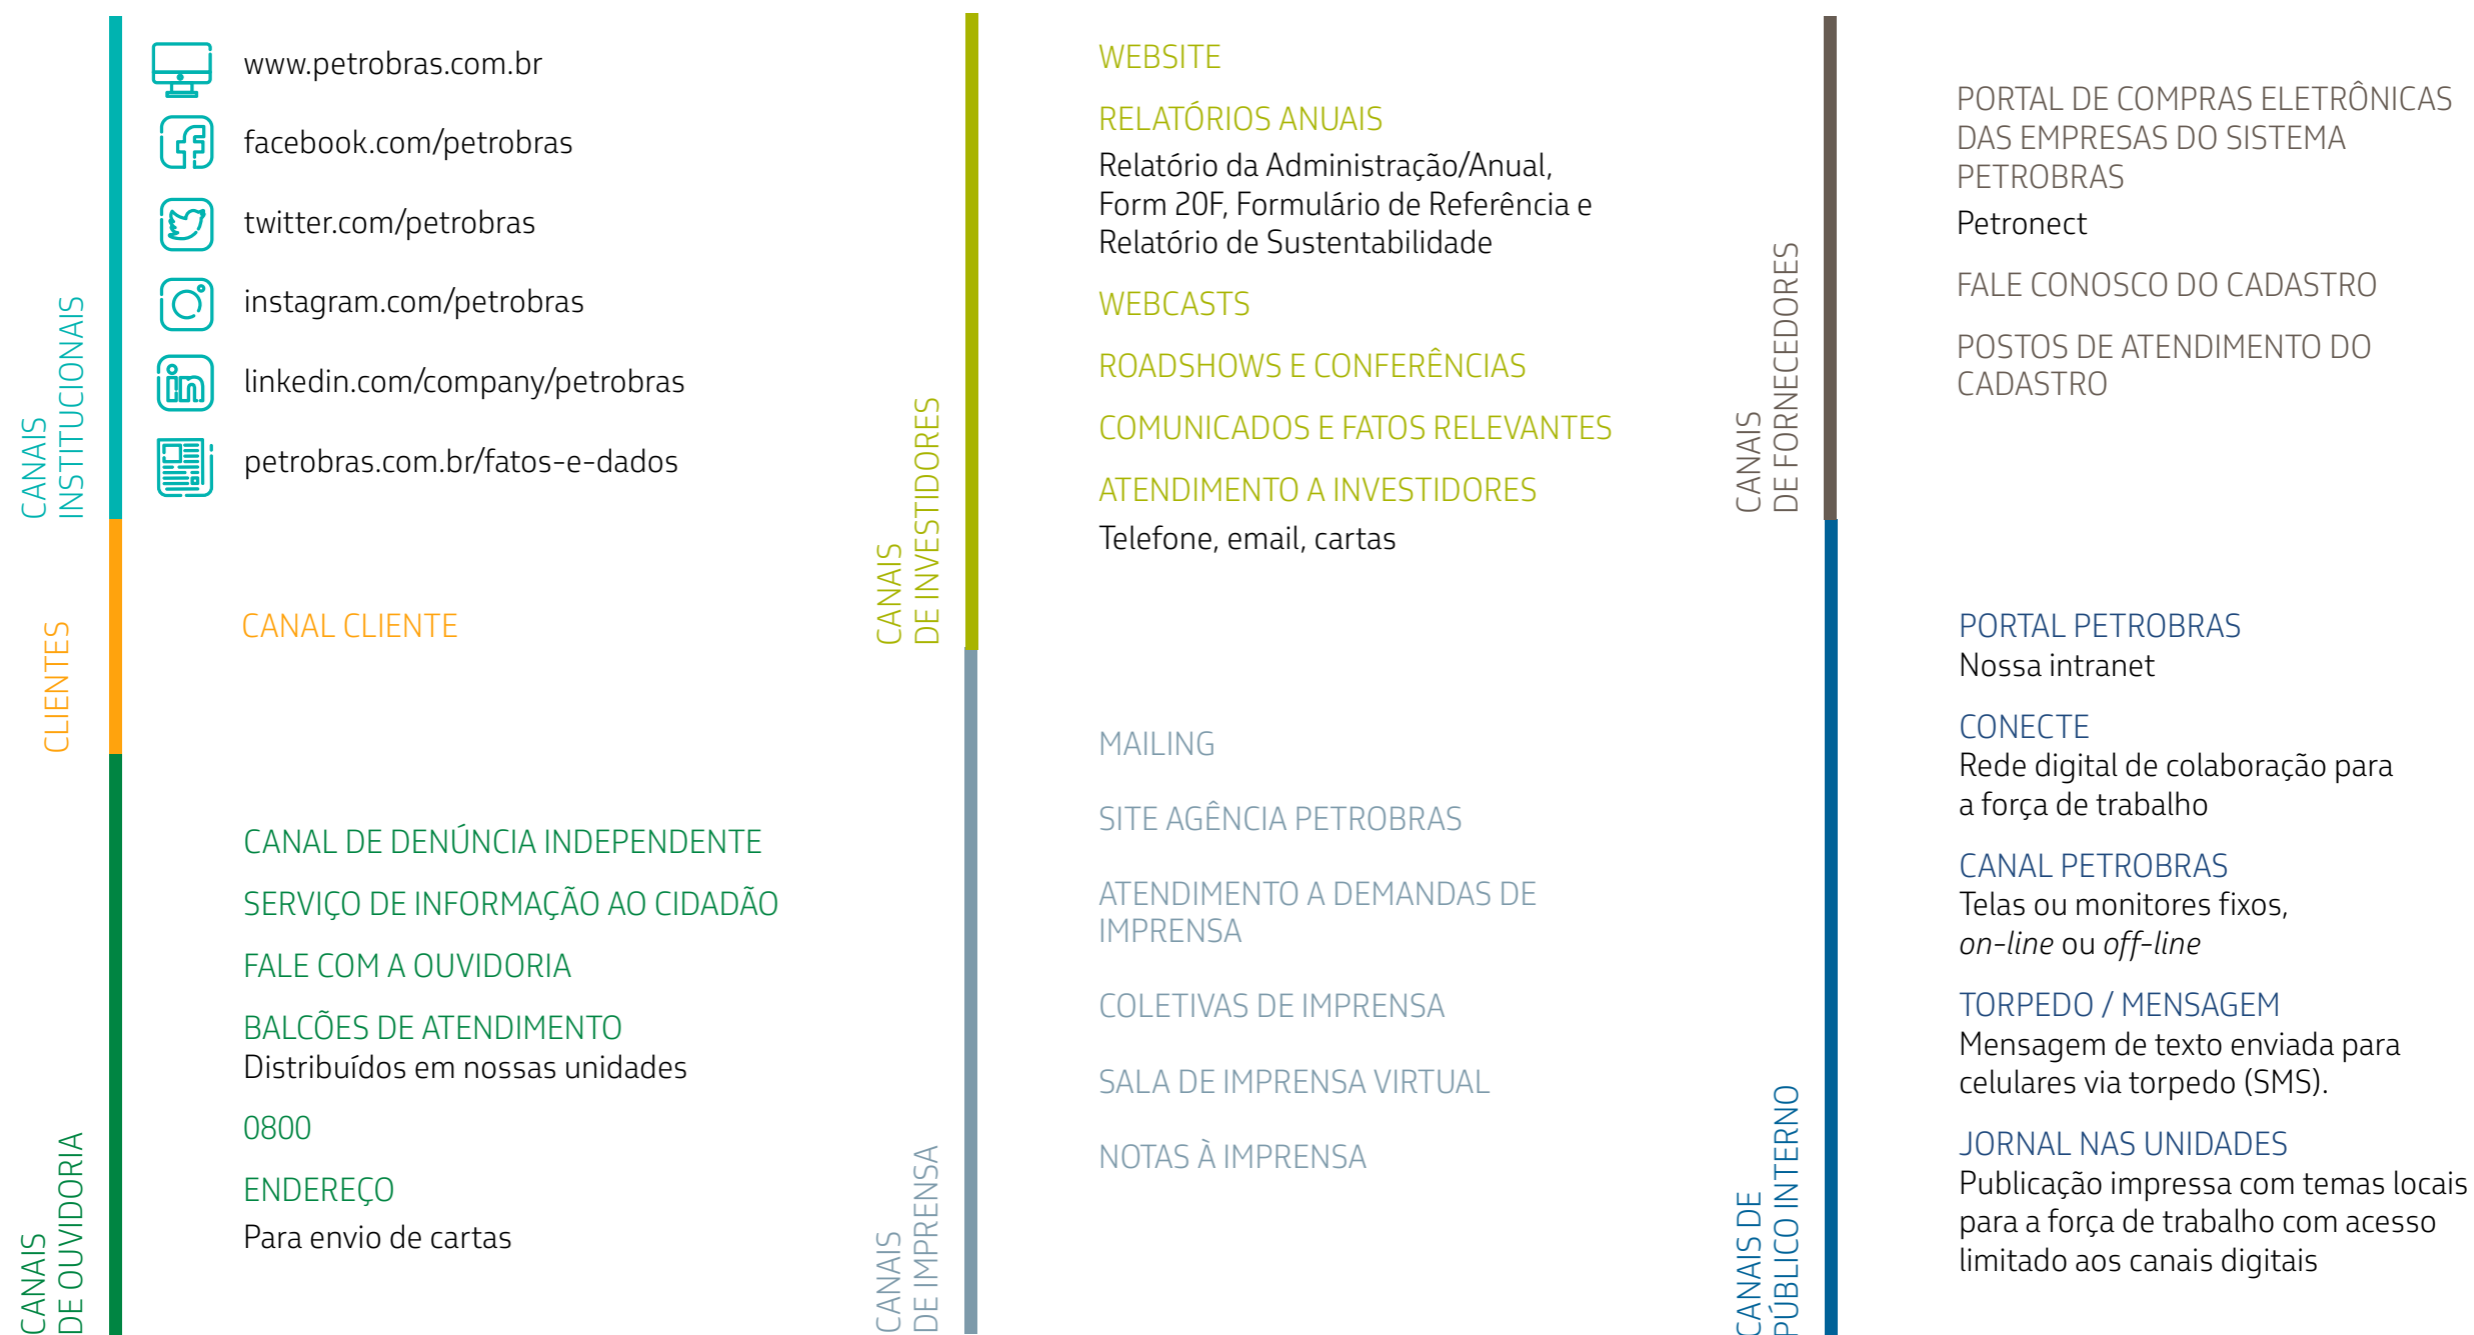 CANAIS
INSTITUCIONAIS
www.petrobras.com.br
facebook.com/petrobras
twitter.com/petrobras
instagram.com/petrobras
in
linkedin.com/company/petrobras
petrobras.com.br/fatos-e-dados
CLIENTES
CANAL CLIENTE
CANAIS
DE OUVIDORIA
CANAL DE DENÚNCIA INDEPENDENTE
SERVIÇO DE INFORMAÇÃO AO CIDADÃO
FALE COM A OUVIDORIA
BALCÕES DE ATENDIMENTO
Distribuídos em nossas unidades
0800
ENDEREÇO
Para envio de cartas
CANAIS
DE INVESTIDORES
WEBSITE
RELATÓRIOS ANUAIS
Relatório da Administração/Anual,
Form 20F, Formulário de Referência e
Relatório de Sustentabilidade
WEBCASTS
ROADSHOWS E CONFERÊNCIAS
COMUNICADOS E FATOS RELEVANTES
ATENDIMENTO A INVESTIDORES
Telefone, email, cartas
CANAIS
DE IMPRENSA
MAILING
SITE AGÊNCIA PETROBRAS
ATENDIMENTO A DEMANDAS DE
IMPRENSA
COLETIVAS DE IMPRENSA
SALA DE IMPRENSA VIRTUAL
NOTAS À IMPRENSA
CANAIS
DE FORNECEDORES
PORTAL DE COMPRAS ELETRÔNICAS
DAS EMPRESAS DO SISTEMA
PETROBRAS
Petronect
FALE CONOSCO DO CADASTRO
POSTOS DE ATENDIMENTO DO
CADASTRO
CANAIS DE
PÚBLICO INTERNO
PORTAL PETROBRAS
Nossa intranet
CONECTE
Rede digital de colaboração para
a força de trabalho
CANAL PETROBRAS
Telas ou monitores fixos,
on-line ou off-line
TORPEDO / MENSAGEM
Mensagem de texto enviada para
celulares via torpedo (SMS).
JORNAL NAS UNIDADES
Publicação impressa com temas locais
para a força de trabalho com acesso
limitado aos canais digitais